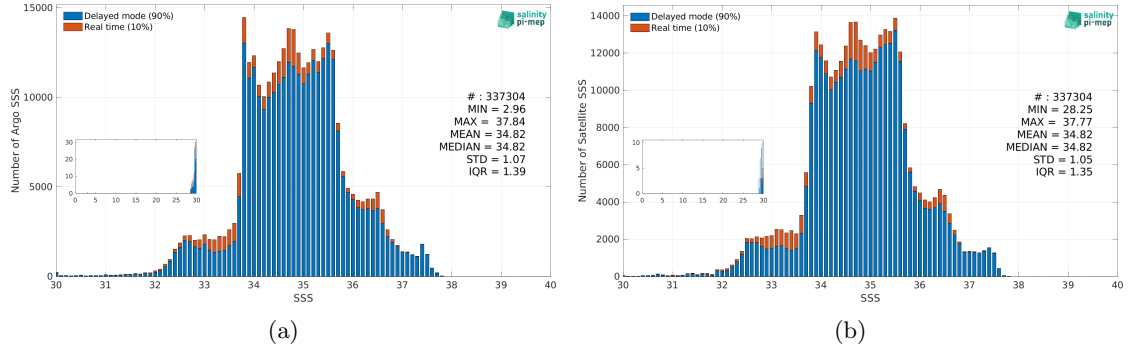 Delayed mode (90%)
Real time (10%)
salinity
pi-mep
15000
10000
5000
0
Number of Argo SSS
# : 337304
MIN = 2.96
MAX = 37.84
MEAN = 34.82
MEDIAN = 34.82
STD = 1.07
IQR = 1.39
30
20
10
0
0 5 10 15 20 25 30
30 31 32 33 34 35 36 37 38 39 40
SSS
(a)
Delayed mode (90%)
Real time (10%)
salinity
pi-mep
14000
12000
10000
8000
6000
4000
2000
0
Number of Satellite SSS
# : 337304
MIN = 28.25
MAX = 37.77
MEAN = 34.82
MEDIAN = 34.82
STD = 1.05
IQR = 1.35
10
5
0
0 5 10 15 20 25 30
30 31 32 33 34 35 36 37 38 39 40
SSS
(b)